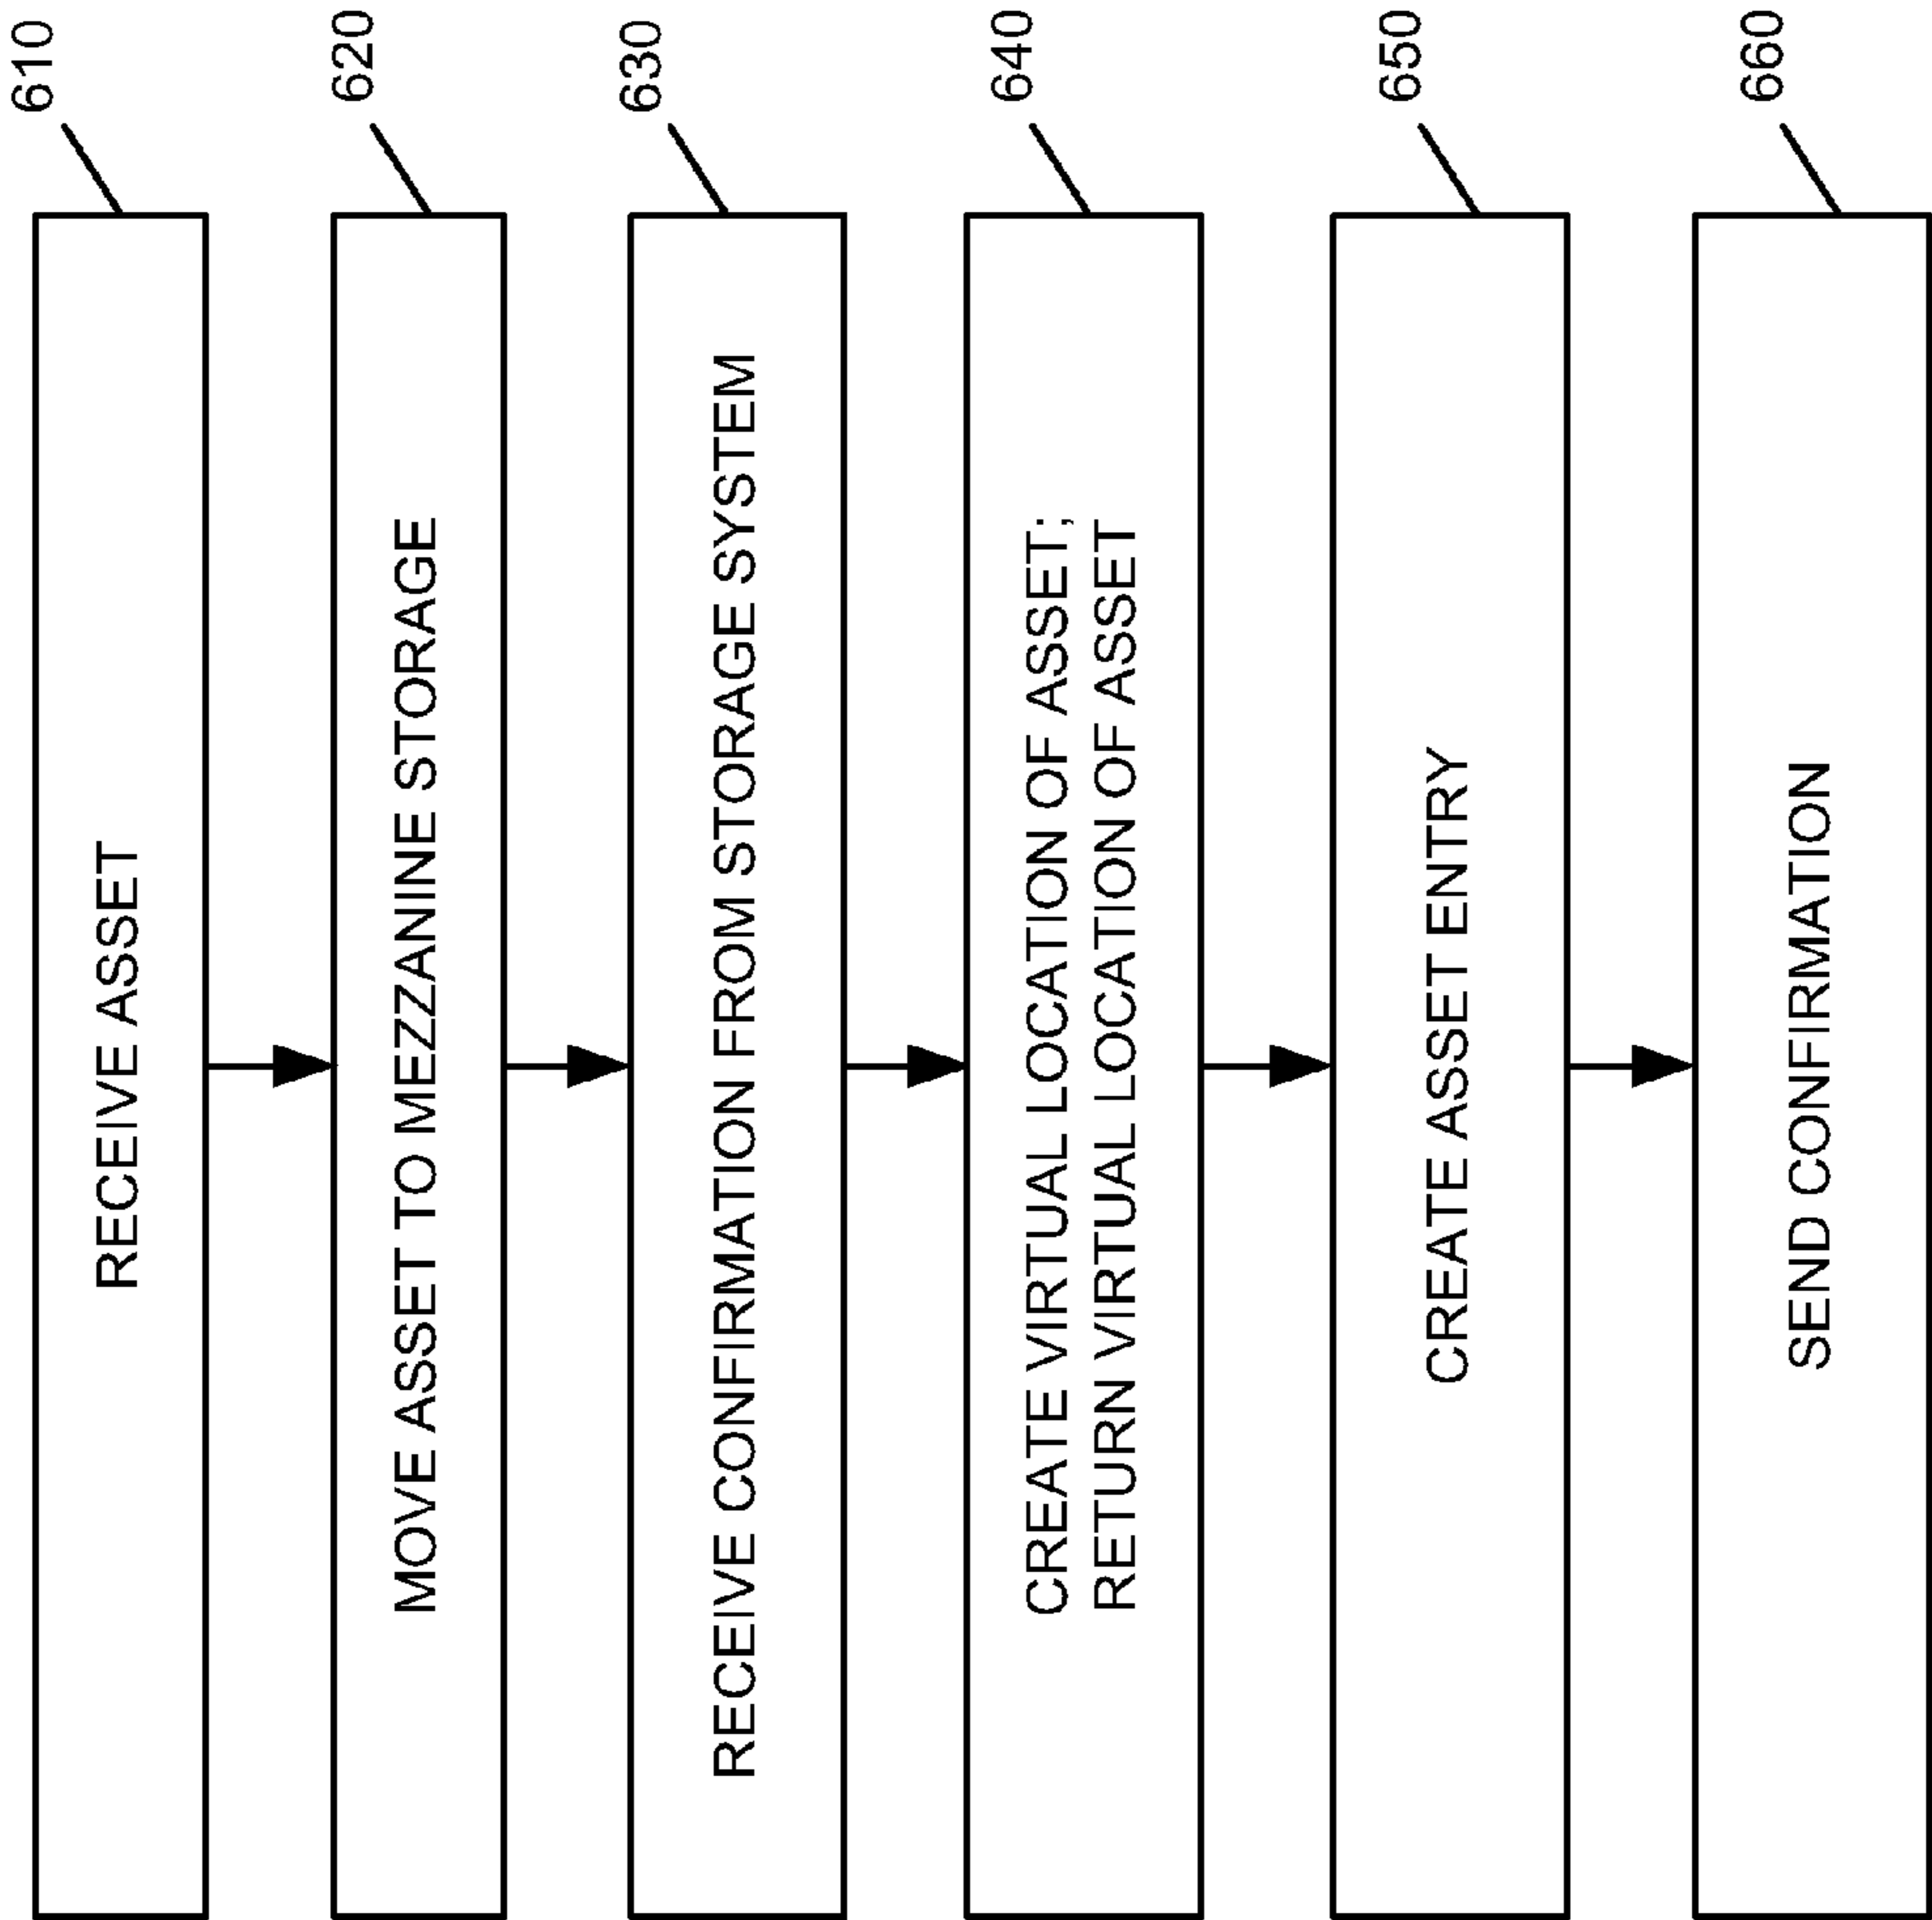 RECEIVE ASSET
610
MOVE ASSET TO MEZZANINE STORAGE
620
RECEIVE CONFIRMATION FROM STORAGE SYSTEM
630
CREATE VIRTUAL LOCATION OF ASSET;
RETURN VIRTUAL LOCATION OF ASSET
640
CREATE ASSET ENTRY
650
SEND CONFIRMATION
660